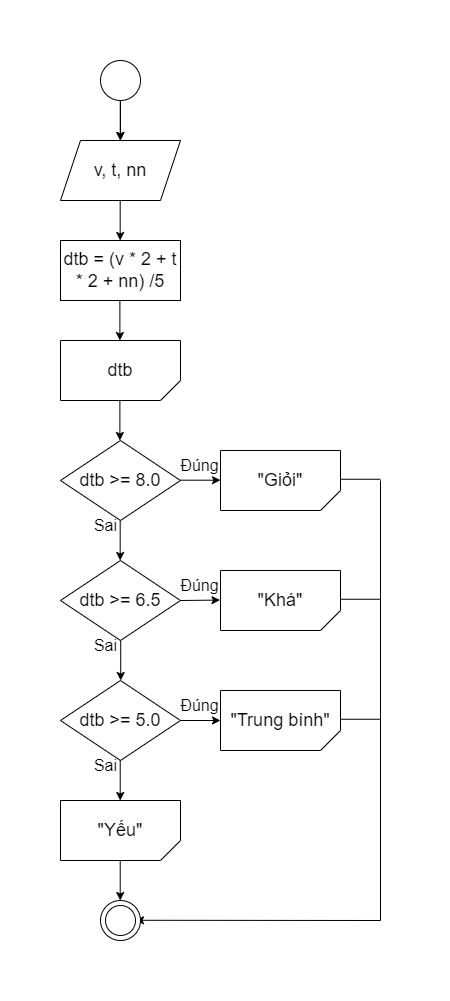 v, t, nn
dtb = (v * 2 + t
* 2 + nn) /5
dtb
dtb >= 8.0
Đúng
"Giỏi"
Sai
dtb >= 6.5
Đúng
"Khá"
Sai
dtb >= 5.0
Đúng
"Trung bình"
Sai
"Yếu"